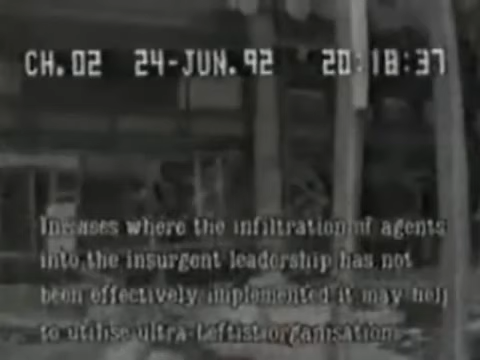 CH.02 24-JUN.92 20:18:37
In cases where the infiltration of agents
into the insurgent leadership has not
been effectively implemented it may help
to utilise ultra-Leftist organisation